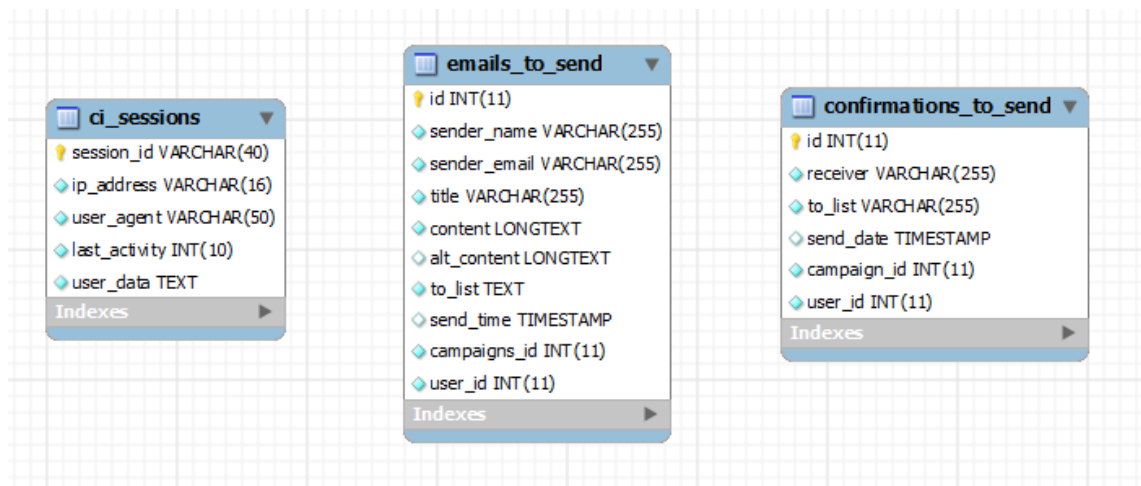 ci_sessions
session_id VARCHAR(40)
ip_address VARCHAR(16)
user_agent VARCHAR(50)
last_activity INT(10)
user_data TEXT
Indexes
emails_to_send
id INT(11)
sender_name VARCHAR(255)
sender_email VARCHAR(255)
title VARCHAR(255)
content LONGTEXT
alt_content LONGTEXT
to_list TEXT
send_time TIMESTAMP
campaigns_id INT(11)
user_id INT(11)
Indexes
confirmations_to_send
id INT(11)
receiver VARCHAR(255)
to_list VARCHAR(255)
send_date TIMESTAMP
campaign_id INT(11)
user_id INT(11)
Indexes